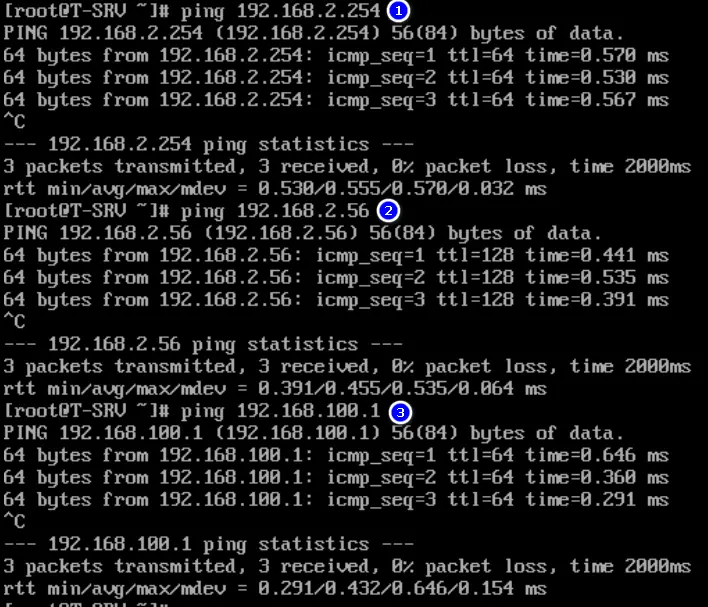 [root@T-SRV ~]# ping 192.168.2.254 1
PING 192.168.2.254 (192.168.2.254) 56(84) bytes of data.
64 bytes from 192.168.2.254: icmp_seq=1 ttl=64 time=0.570 ms
64 bytes from 192.168.2.254: icmp_seq=2 ttl=64 time=0.530 ms
64 bytes from 192.168.2.254: icmp_seq=3 ttl=64 time=0.567 ms
^C
--- 192.168.2.254 ping statistics ---
3 packets transmitted, 3 received, 0% packet loss, time 2000ms
rtt min/avg/max/mdev = 0.530/0.555/0.570/0.032 ms
[root@T-SRV ~]# ping 192.168.2.56 2
PING 192.168.2.56 (192.168.2.56) 56(84) bytes of data.
64 bytes from 192.168.2.56: icmp_seq=1 ttl=128 time=0.441 ms
64 bytes from 192.168.2.56: icmp_seq=2 ttl=128 time=0.535 ms
64 bytes from 192.168.2.56: icmp_seq=3 ttl=128 time=0.391 ms
^C
--- 192.168.2.56 ping statistics ---
3 packets transmitted, 3 received, 0% packet loss, time 2000ms
rtt min/avg/max/mdev = 0.391/0.455/0.535/0.064 ms
[root@T-SRV ~]# ping 192.168.100.1 3
PING 192.168.100.1 (192.168.100.1) 56(84) bytes of data.
64 bytes from 192.168.100.1: icmp_seq=1 ttl=64 time=0.646 ms
64 bytes from 192.168.100.1: icmp_seq=2 ttl=64 time=0.360 ms
64 bytes from 192.168.100.1: icmp_seq=3 ttl=64 time=0.291 ms
^C
--- 192.168.100.1 ping statistics ---
3 packets transmitted, 3 received, 0% packet loss, time 2000ms
rtt min/avg/max/mdev = 0.291/0.432/0.646/0.154 ms